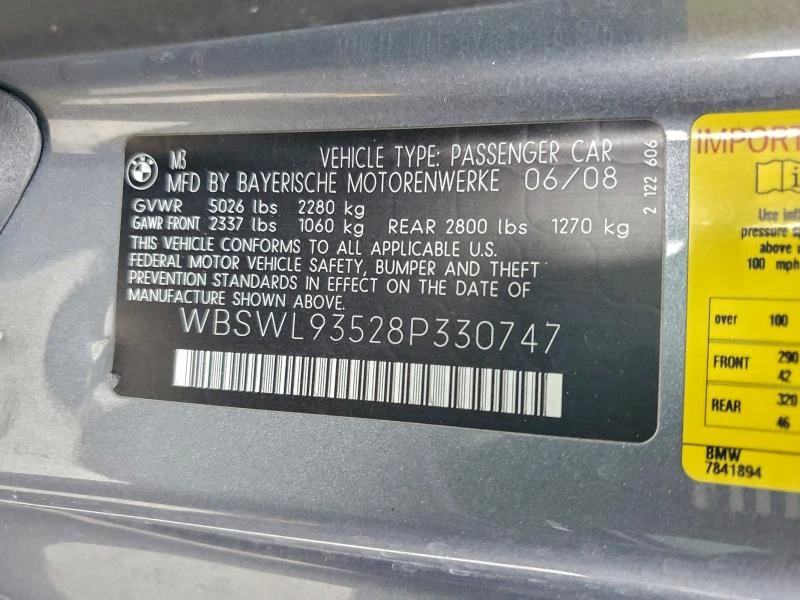 BMW
M3 VEHICLE TYPE: PASSENGER CAR
MFD BY BAYERISCHE MOTORENWERKE 06/08
GVWR 5026 lbs 2280 kg
GAWR FRONT 2337 lbs 1060 kg REAR 2800 lbs 1270 kg
THIS VEHICLE CONFORMS TO ALL APPLICABLE U.S.
FEDERAL MOTOR VEHICLE SAFETY, BUMPER AND THEFT
PREVENTION STANDARDS IN EFFECT ON THE DATE OF
MANUFACTURE SHOWN ABOVE.
WBSWL93528P330747
2 122 606
IMPORT
Use inf
pressure s
above
100 mph
over 100
FRONT 290
42
REAR 320
46
BMW
7841894